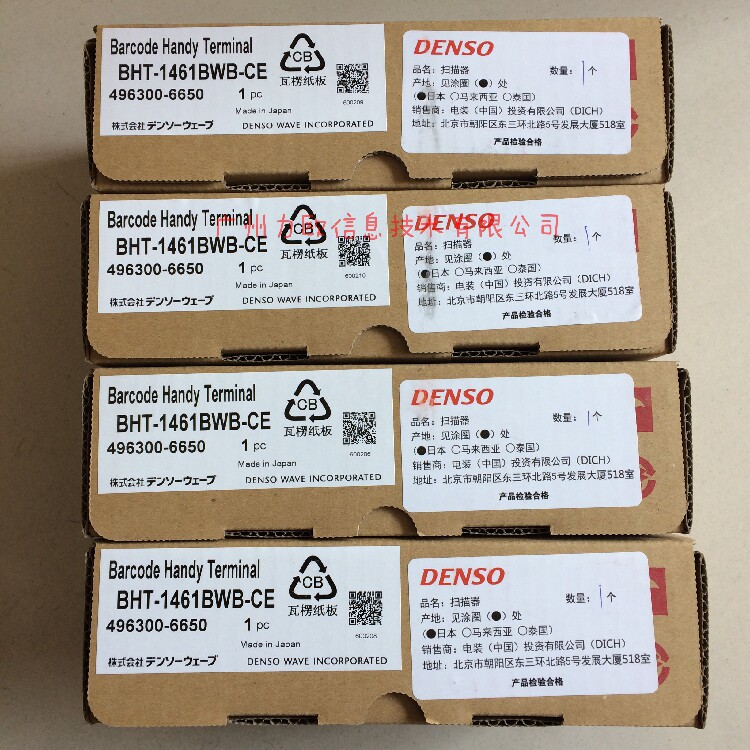 Barcode Handy Terminal
BHT-1461BWB-CE
496300-6650 1 pc
Made in Japan
株式会社 デンソーウェーブ DENSO WAVE INCORPORATED
CB
瓦楞纸板
600209
DENSO
品名：扫描器 数量：1个
产地：见涂圈（●）处
（●日本 ○马来西亚 ○泰国）
销售商：电装（中国）投资有限公司（DICH）
地址：北京市朝阳区东三环北路5号发展大厦518室
产品检验合格
Barcode Handy Terminal
BHT-1461BWB-CE
496300-6650 1 pc
Made in Japan
株式会社 デンソーウェーブ DENSO WAVE INCORPORATED
CB
瓦楞纸板
600210
DENSO
广州力码信息技术有限公司
品名：扫描器 数量：1个
产地：见涂圈（●）处
（●日本 ○马来西亚 ○泰国）
销售商：电装（中国）投资有限公司（DICH）
地址：北京市朝阳区东三环北路5号发展大厦518室
产品检验合格
Barcode Handy Terminal
BHT-1461BWB-CE
496300-6650 1 pc
Made in Japan
株式会社 デンソーウェーブ DENSO WAVE INCORPORATED
CB
瓦楞纸板
600206
DENSO
品名：扫描器 数量：1个
产地：见涂圈（●）处
（●日本 ○马来西亚 ○泰国）
销售商：电装（中国）投资有限公司（DICH）
地址：北京市朝阳区东三环北路5号发展大厦518室
产品检验合格
Barcode Handy Terminal
BHT-1461BWB-CE
496300-6650 1 pc
Made in Japan
株式会社 デンソーウェーブ DENSO WAVE INCORPORATED
CB
瓦楞纸板
600208
DENSO
品名：扫描器 数量：1个
产地：见涂圈（●）处
（●日本 ○马来西亚 ○泰国）
销售商：电装（中国）投资有限公司（DICH）
地址：北京市朝阳区东三环北路5号发展大厦518室
产品检验合格